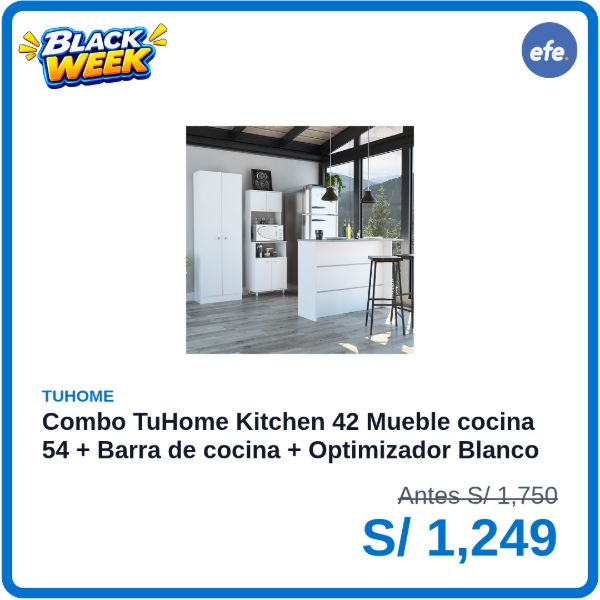 BLACK
WEEK
efe.
TUHOME
Combo TuHome Kitchen 42 Mueble cocina
54 + Barra de cocina + Optimizador Blanco
Antes S/ 1,750
S/ 1,249